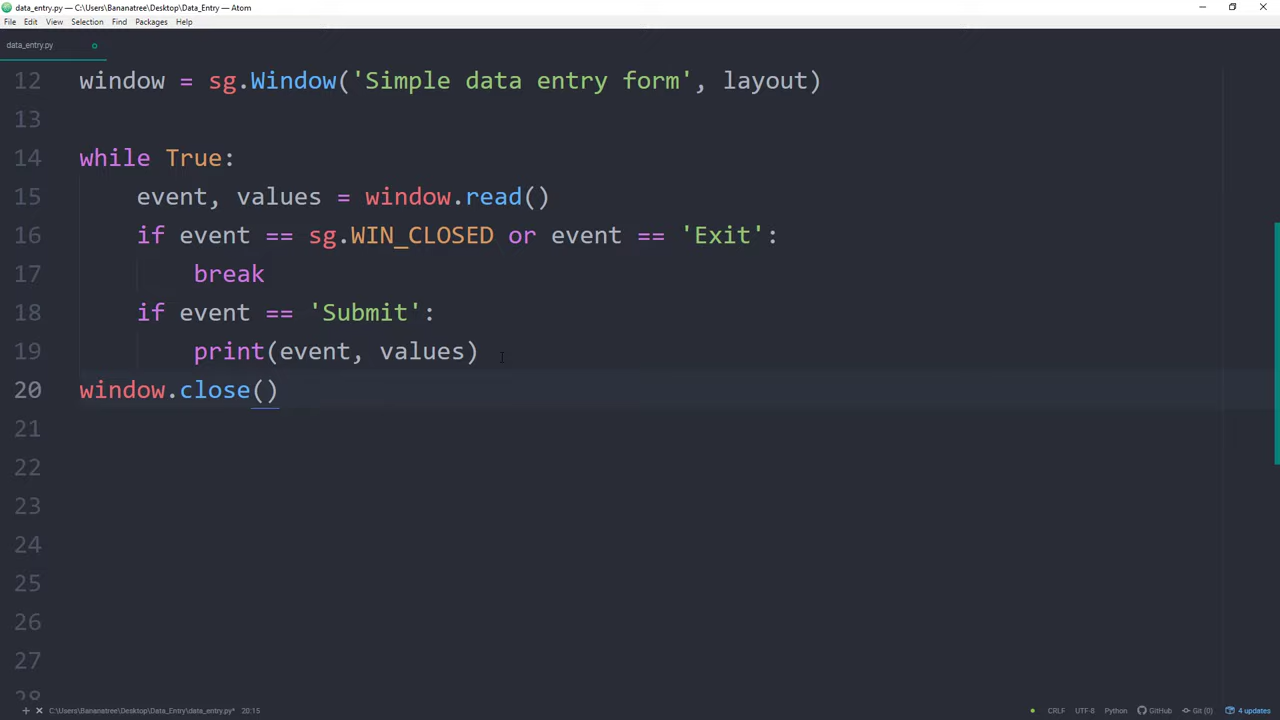 data_entry.py — C:\Users\Bananatree\Desktop\Data_Entry — Atom
File Edit View Selection Find Packages Help
data_entry.py
12 window = sg.Window('Simple data entry form', layout)
13
14 while True:
15     event, values = window.read()
16     if event == sg.WIN_CLOSED or event == 'Exit':
17         break
18     if event == 'Submit':
19         print(event, values)
20 window.close()
21
22
23
24
25
26
27
28
C:\Users\Bananatree\Desktop\Data_Entry\data_entry.py* 20:15 CRLF UTF-8 Python GitHub Git (0) 4 updates